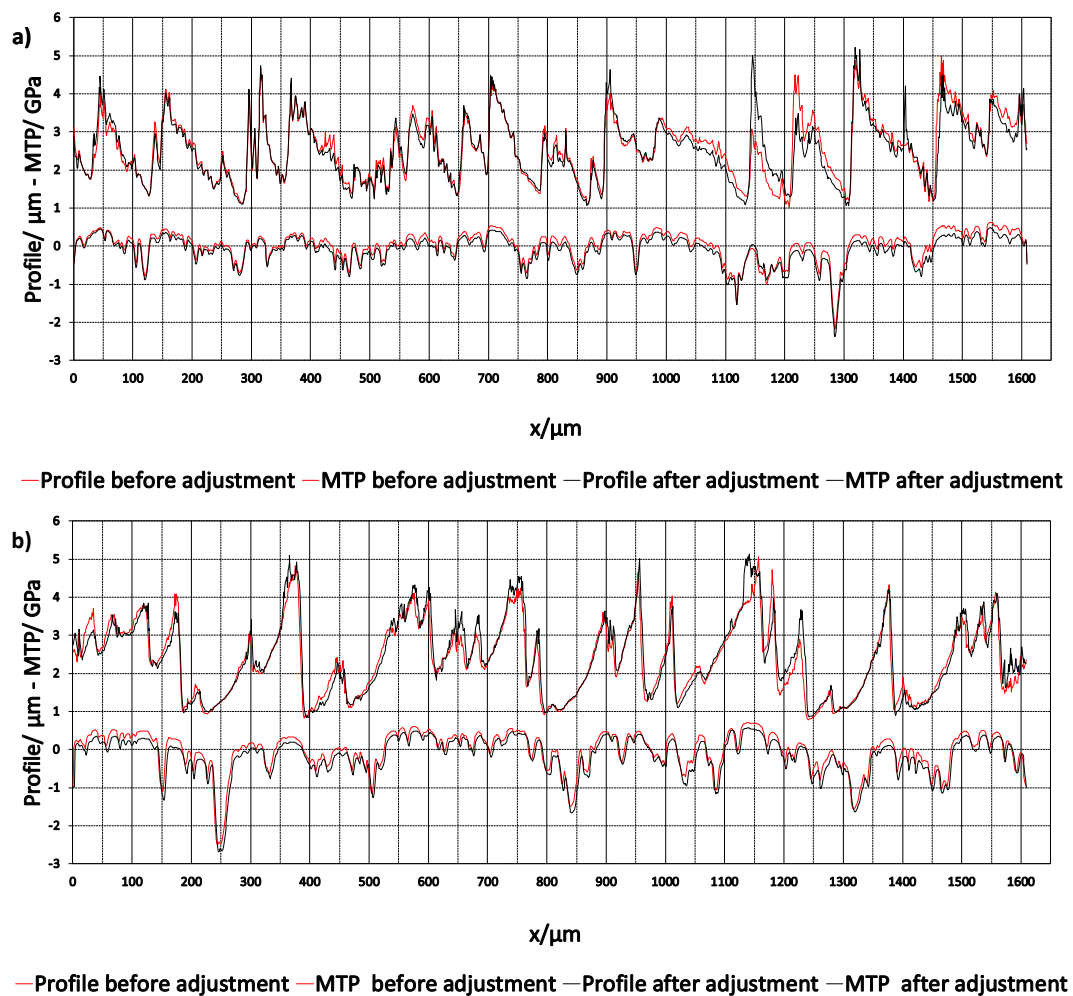 a)
Profile/ µm - MTP/ GPa
6
5
4
3
2
1
0
-1
-2
-3
0 100 200 300 400 500 600 700 800 900 1000 1100 1200 1300 1400 1500 1600
x/µm
Profile before adjustment MTP before adjustment Profile after adjustment MTP after adjustment
b)
Profile/ µm - MTP/ GPa
6
5
4
3
2
1
0
-1
-2
-3
0 100 200 300 400 500 600 700 800 900 1000 1100 1200 1300 1400 1500 1600
x/µm
Profile before adjustment MTP before adjustment Profile after adjustment MTP after adjustment